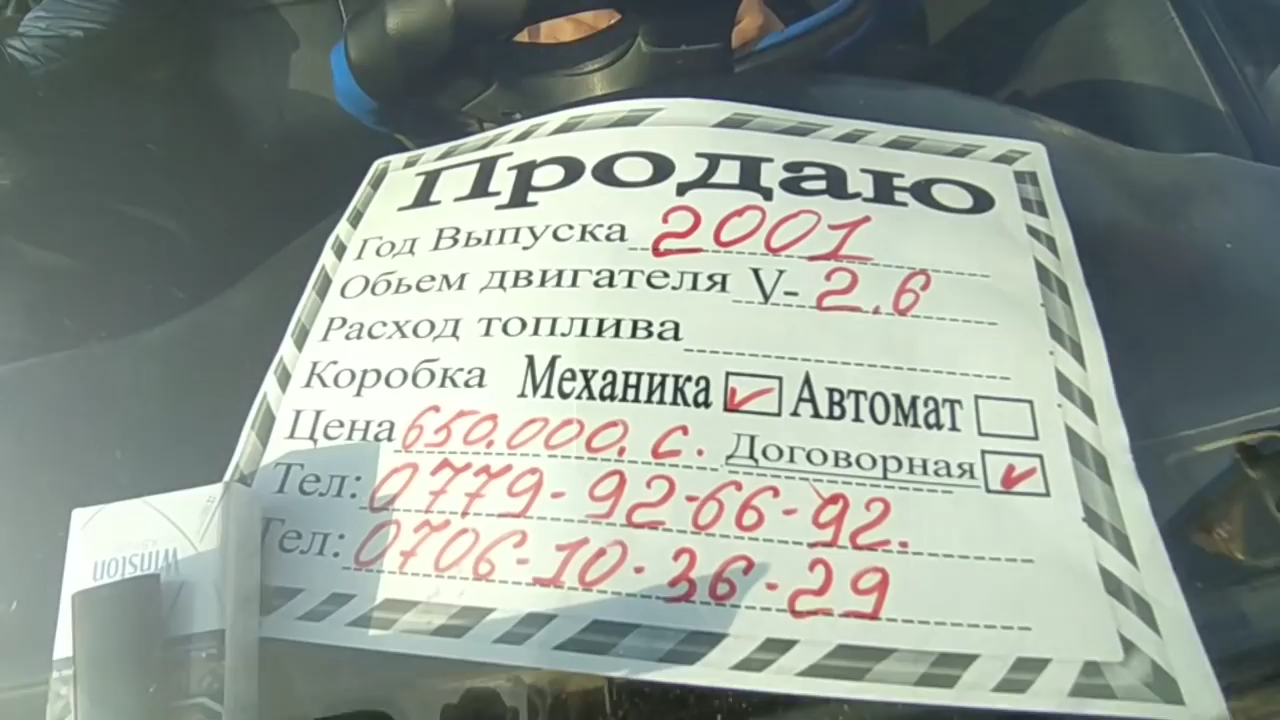 Продаю
Год Выпуска 2001
Обьем двигателя V- 2.6
Расход топлива
Коробка Механика ✓ Автомат
Цена 650.000. с. Договорная ✓
Тел: 0779-92-66-92.
Тел: 0706-10-36-29
Winston